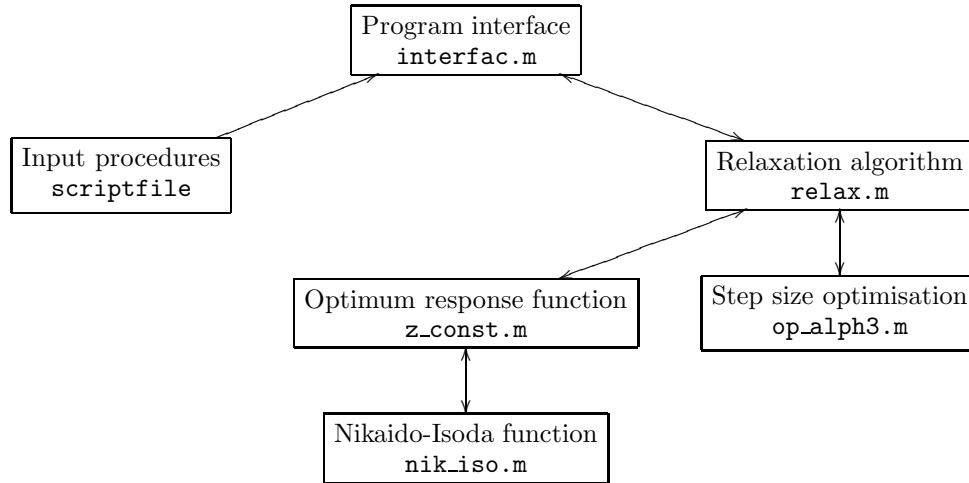 Program interface
interfac.m
Input procedures
scriptfile
Relaxation algorithm
relax.m
Optimum response function
z_const.m
Step size optimisation
op_alph3.m
Nikaido-Isoda function
nik_iso.m